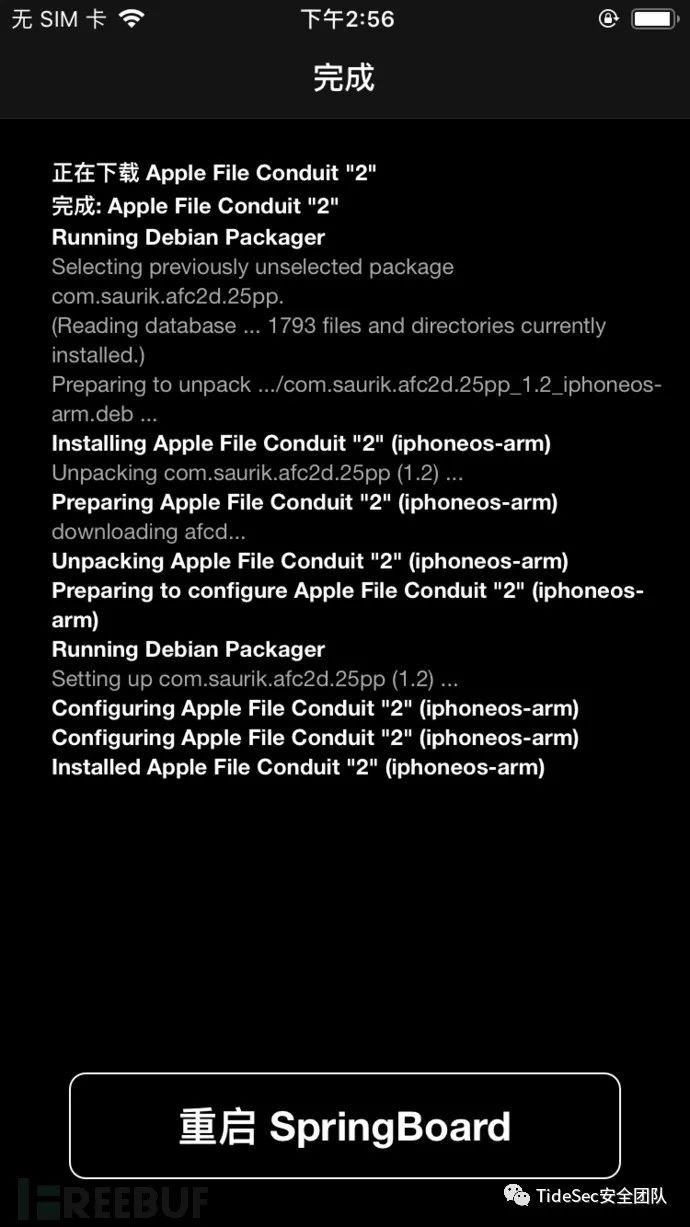 无 SIM 卡 下午2:56
完成
正在下载 Apple File Conduit "2"
完成: Apple File Conduit "2"
Running Debian Packager
Selecting previously unselected package
com.saurik.afc2d.25pp.
(Reading database ... 1793 files and directories currently
installed.)
Preparing to unpack .../com.saurik.afc2d.25pp_1.2_iphoneos-
arm.deb ...
Installing Apple File Conduit "2" (iphoneos-arm)
Unpacking com.saurik.afc2d.25pp (1.2) ...
Preparing Apple File Conduit "2" (iphoneos-arm)
downloading afcd...
Unpacking Apple File Conduit "2" (iphoneos-arm)
Preparing to configure Apple File Conduit "2" (iphoneos-
arm)
Running Debian Packager
Setting up com.saurik.afc2d.25pp (1.2) ...
Configuring Apple File Conduit "2" (iphoneos-arm)
Configuring Apple File Conduit "2" (iphoneos-arm)
Installed Apple File Conduit "2" (iphoneos-arm)
重启 SpringBoard
FREEBUF
TideSec安全团队